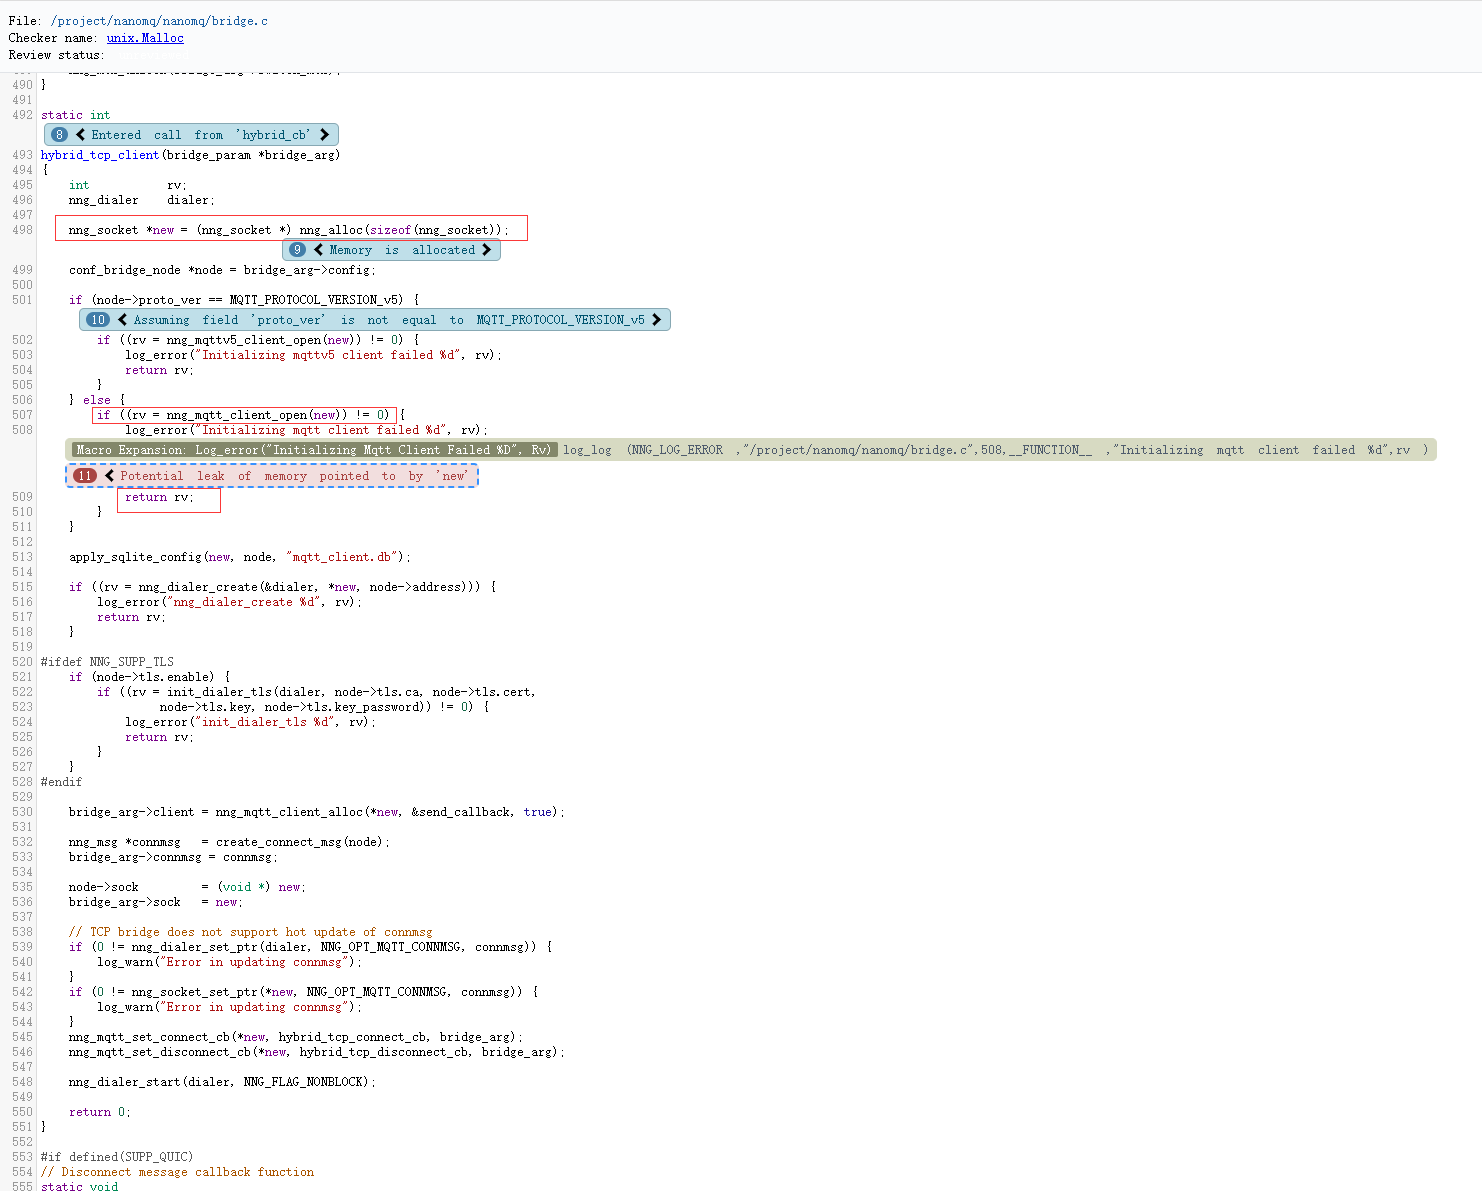 File: /project/nanomq/nanomq/bridge.c
Checker name: unix.Malloc
Review status:
490 }
491
492 static int
8 Entered call from 'hybrid_cb'
493 hybrid_tcp_client(bridge_param *bridge_arg)
494 {
495 int rv;
496 nng_dialer dialer;
497
498 nng_socket *new = (nng_socket *) nng_alloc(sizeof(nng_socket));
9 Memory is allocated
499 conf_bridge_node *node = bridge_arg->config;
500
501 if (node->proto_ver == MQTT_PROTOCOL_VERSION_v5) {
10 Assuming field 'proto_ver' is not equal to MQTT_PROTOCOL_VERSION_v5
502 if ((rv = nng_mqttv5_client_open(new)) != 0) {
503 log_error("Initializing mqttv5 client failed %d", rv);
504 return rv;
505 }
506 } else {
507 if ((rv = nng_mqtt_client_open(new)) != 0) {
508 log_error("Initializing mqtt client failed %d", rv);
Macro Expansion: Log_error("Initializing Mqtt Client Failed %D", Rv) log_log (NNG_LOG_ERROR ,"/project/nanomq/nanomq/bridge.c",508,__FUNCTION__ ,"Initializing mqtt client failed %d",rv )
11 Potential leak of memory pointed to by 'new'
509 return rv;
510 }
511 }
512
513 apply_sqlite_config(new, node, "mqtt_client.db");
514
515 if ((rv = nng_dialer_create(&dialer, *new, node->address))) {
516 log_error("nng_dialer_create %d", rv);
517 return rv;
518 }
519
520 #ifdef NNG_SUPP_TLS
521 if (node->tls.enable) {
522 if ((rv = init_dialer_tls(dialer, node->tls.ca, node->tls.cert,
523 node->tls.key, node->tls.key_password)) != 0) {
524 log_error("init_dialer_tls %d", rv);
525 return rv;
526 }
527 }
528 #endif
529
530 bridge_arg->client = nng_mqtt_client_alloc(*new, &send_callback, true);
531
532 nng_msg *connmsg = create_connect_msg(node);
533 bridge_arg->connmsg = connmsg;
534
535 node->sock = (void *) new;
536 bridge_arg->sock = new;
537
538 // TCP bridge does not support hot update of connmsg
539 if (0 != nng_dialer_set_ptr(dialer, NNG_OPT_MQTT_CONNMSG, connmsg)) {
540 log_warn("Error in updating connmsg");
541 }
542 if (0 != nng_socket_set_ptr(*new, NNG_OPT_MQTT_CONNMSG, connmsg)) {
543 log_warn("Error in updating connmsg");
544 }
545 nng_mqtt_set_connect_cb(*new, hybrid_tcp_connect_cb, bridge_arg);
546 nng_mqtt_set_disconnect_cb(*new, hybrid_tcp_disconnect_cb, bridge_arg);
547
548 nng_dialer_start(dialer, NNG_FLAG_NONBLOCK);
549
550 return 0;
551 }
552
553 #if defined(SUPP_QUIC)
554 // Disconnect message callback function
555 static void